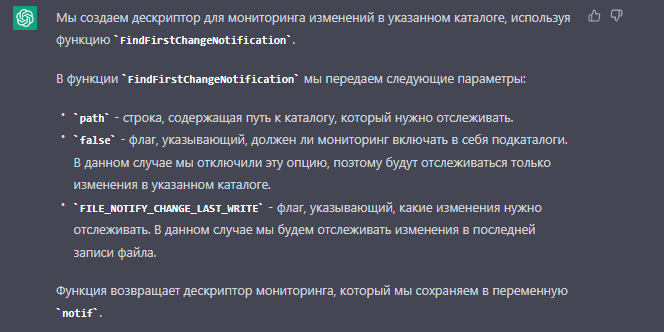 Мы создаем дескриптор для мониторинга изменений в указанном каталоге, используя
функцию `FindFirstChangeNotification`.
В функции `FindFirstChangeNotification` мы передаем следующие параметры:
• `path` - строка, содержащая путь к каталогу, который нужно отслеживать.
• `false` - флаг, указывающий, должен ли мониторинг включать в себя подкаталоги.
В данном случае мы отключили эту опцию, поэтому будут отслеживаться только
изменения в указанном каталоге.
• `FILE_NOTIFY_CHANGE_LAST_WRITE` - флаг, указывающий, какие изменения нужно
отслеживать. В данном случае мы будем отслеживать изменения в последней
записи файла.
Функция возвращает дескриптор мониторинга, который мы сохраняем в переменную
`notif`.